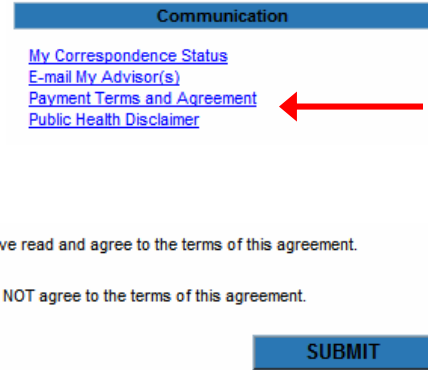 Communication
My Correspondence Status
E-mail My Advisor(s)
Payment Terms and Agreement
Public Health Disclaimer
read and agree to the terms of this agreement.
NOT agree to the terms of this agreement.
SUBMIT